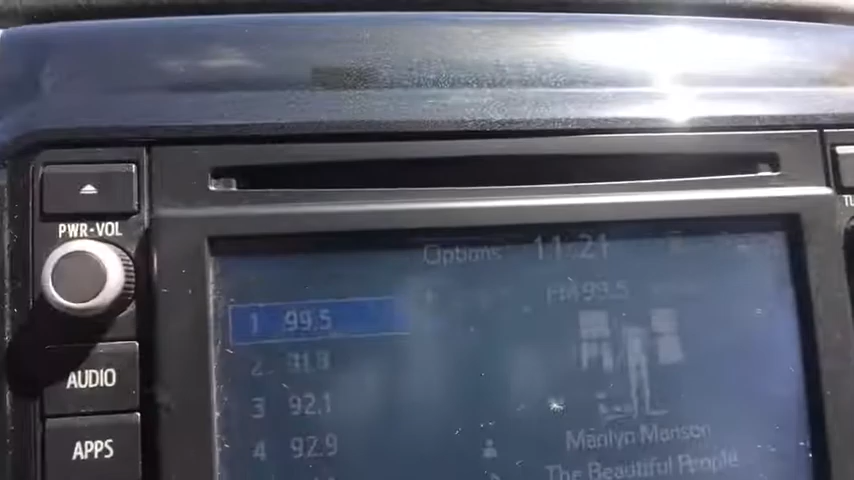 PWR•VOL
AUDIO
APPS
Options
11:21
FM 99.5
1 99.5
2 91.9
3 92.1
4 92.9
Marilyn Manson
The Beautiful People